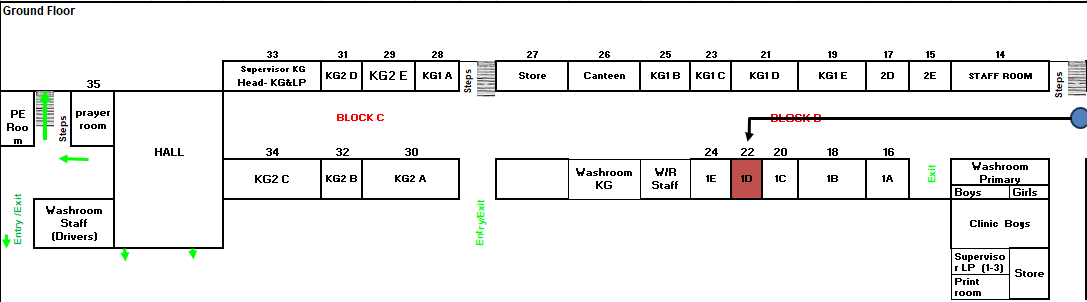 Ground Floor
33
31
29
28
27
26
25
23
21
19
17
15
14
Supervisor KG
Head- KG&LP
KG2 D
KG2 E
KG1 A
Steps
Store
Canteen
KG1 B
KG1 C
KG1 D
KG1 E
2D
2E
STAFF ROOM
Steps
35
PE
Roo
m
Steps
prayer
room
HALL
BLOCK C
BLOCK B
34
32
30
24
22
20
18
16
KG2 C
KG2 B
KG2 A
Washroom
KG
W/R
Staff
1E
1D
1C
1B
1A
Exit
Washroom
Primary
Boys
Girls
Entry /Exit
Washroom
Staff
(Drivers)
Entry/Exit
Clinic Boys
Superviso
r LP (1-3)
Print
room
Store